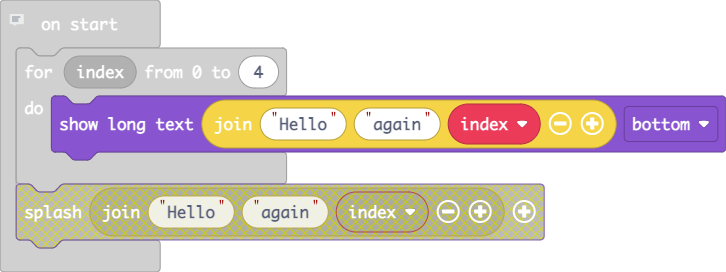 on start
for index from 0 to 4
do
show long text join "Hello" "again" index bottom
splash join "Hello" "again" index